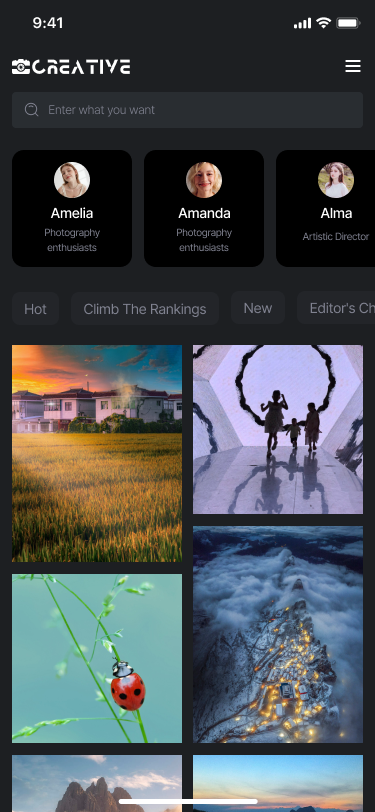 9:41
CREATIVE
Enter what you want
Amelia
Photography
enthusiasts
Amanda
Photography
enthusiasts
Alma
Artistic Director
Hot
Climb The Rankings
New
Editor's Ch